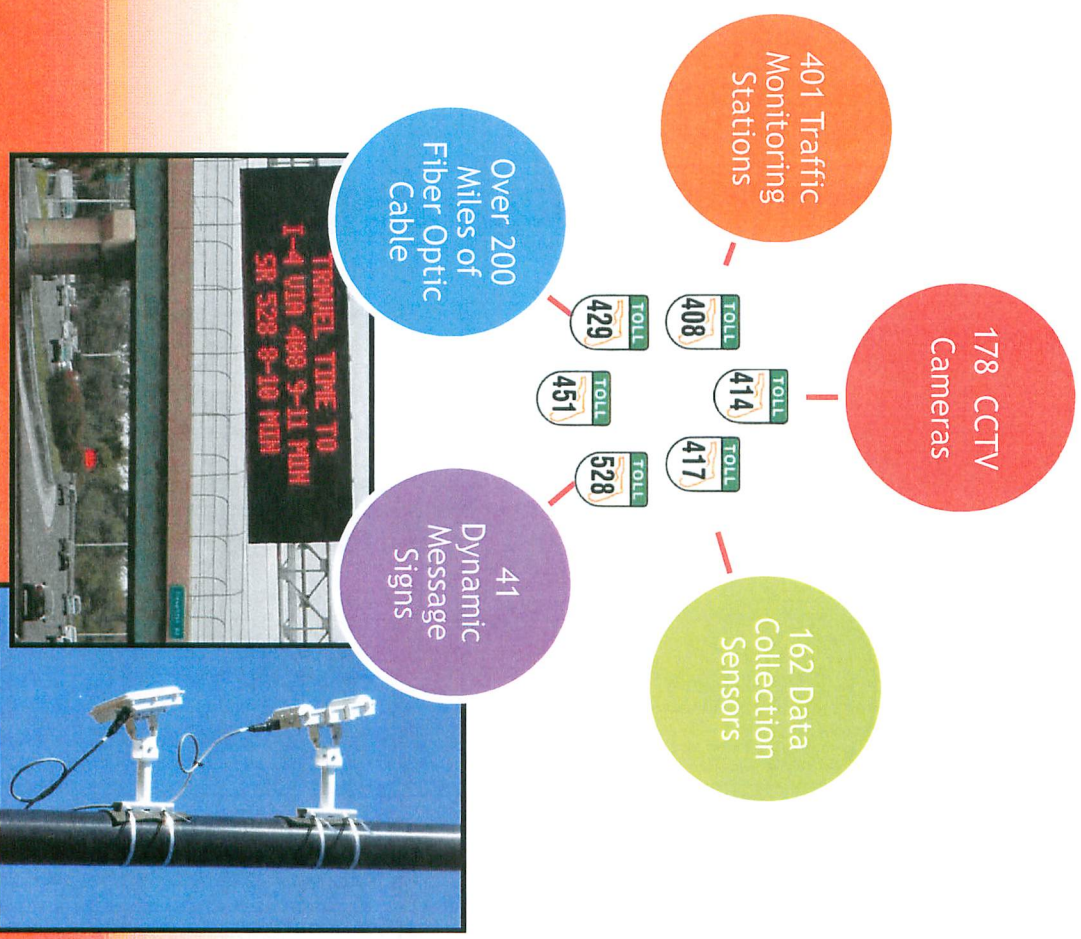 178 CCTV
Cameras
401 Traffic
Monitoring
Stations
162 Data
Collection
Sensors
TOLL
414
TOLL
408
TOLL
417
TOLL
429
TOLL
528
TOLL
451
Over 200
Miles of
Fiber Optic
Cable
41
Dynamic
Message
Signs
TRAVEL TIME TO
I-4 VIA 408 9-11 MIN
SR 528 8-10 MIN